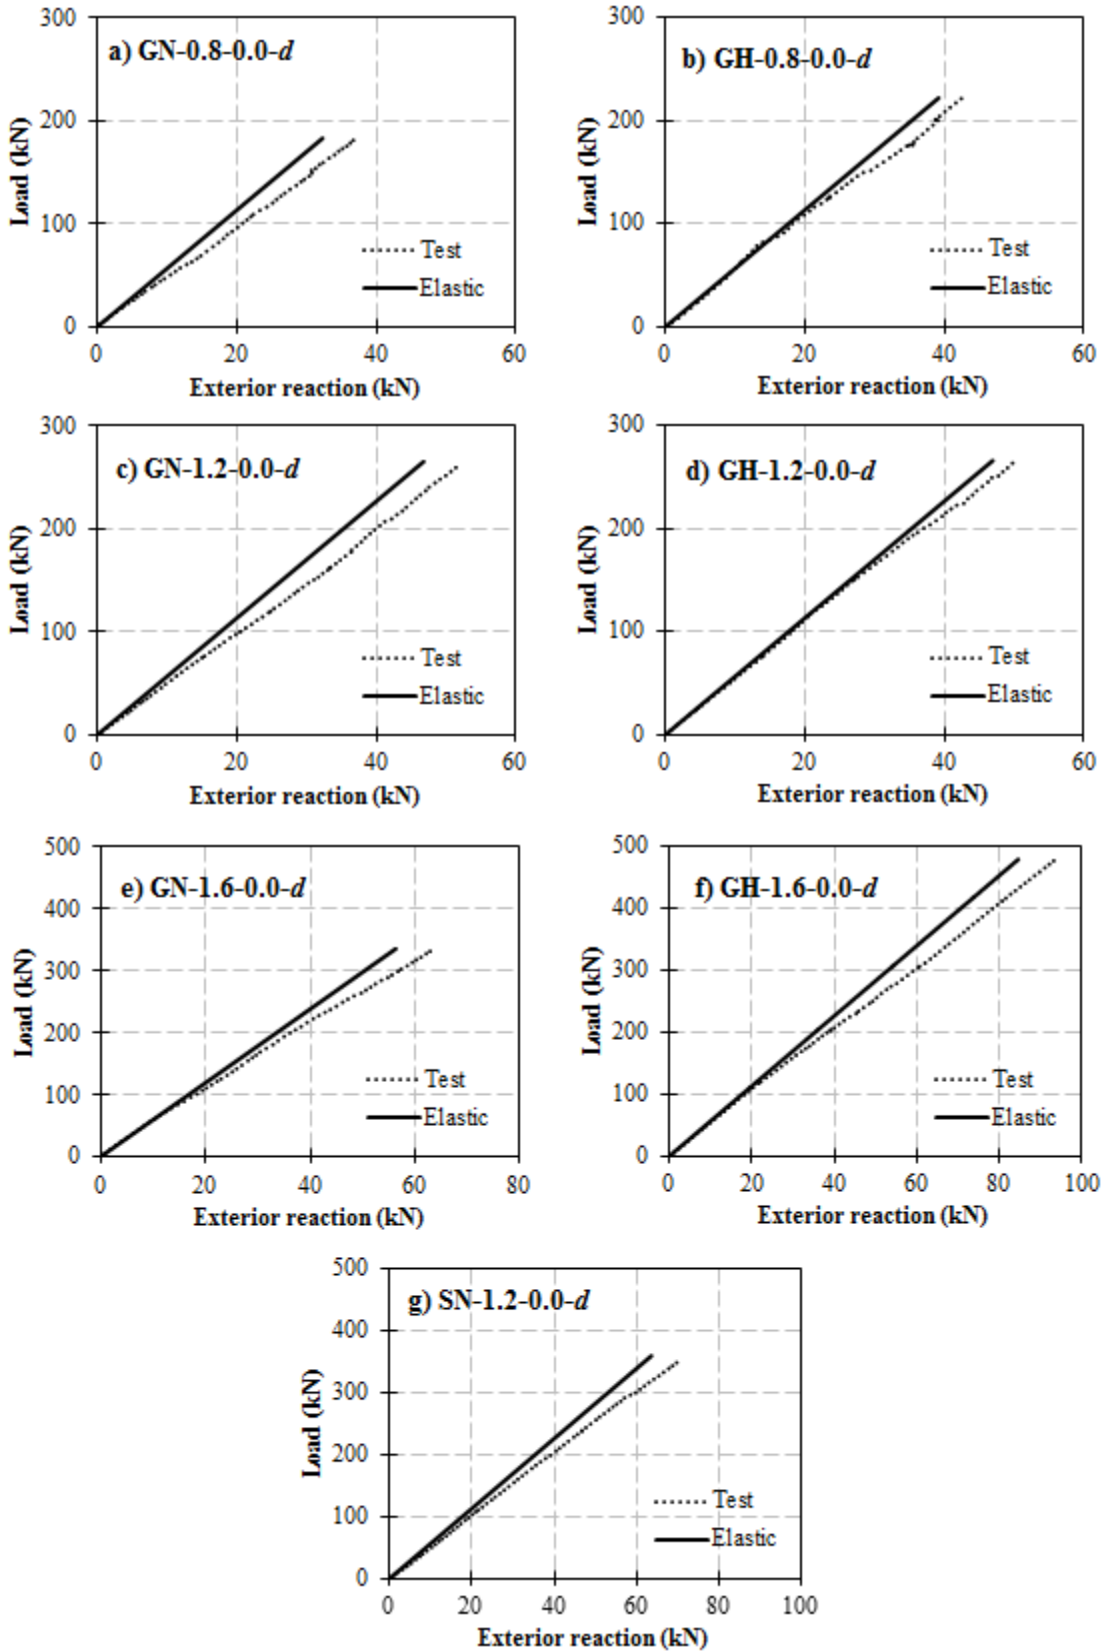 a) GN-0.8-0.0-d
Load (kN)
300
200
100
0
0 20 40 60
Test
Elastic
Exterior reaction (kN)
b) GH-0.8-0.0-d
Load (kN)
300
200
100
0
0 20 40 60
Test
Elastic
Exterior reaction (kN)
c) GN-1.2-0.0-d
Load (kN)
300
200
100
0
0 20 40 60
Test
Elastic
Exterior reaction (kN)
d) GH-1.2-0.0-d
Load (kN)
300
200
100
0
0 20 40 60
Test
Elastic
Exterior reaction (kN)
e) GN-1.6-0.0-d
Load (kN)
500
400
300
200
100
0
0 20 40 60 80
Test
Elastic
Exterior reaction (kN)
f) GH-1.6-0.0-d
Load (kN)
500
400
300
200
100
0
0 20 40 60 80 100
Test
Elastic
Exterior reaction (kN)
g) SN-1.2-0.0-d
Load (kN)
500
400
300
200
100
0
0 20 40 60 80 100
Test
Elastic
Exterior reaction (kN)